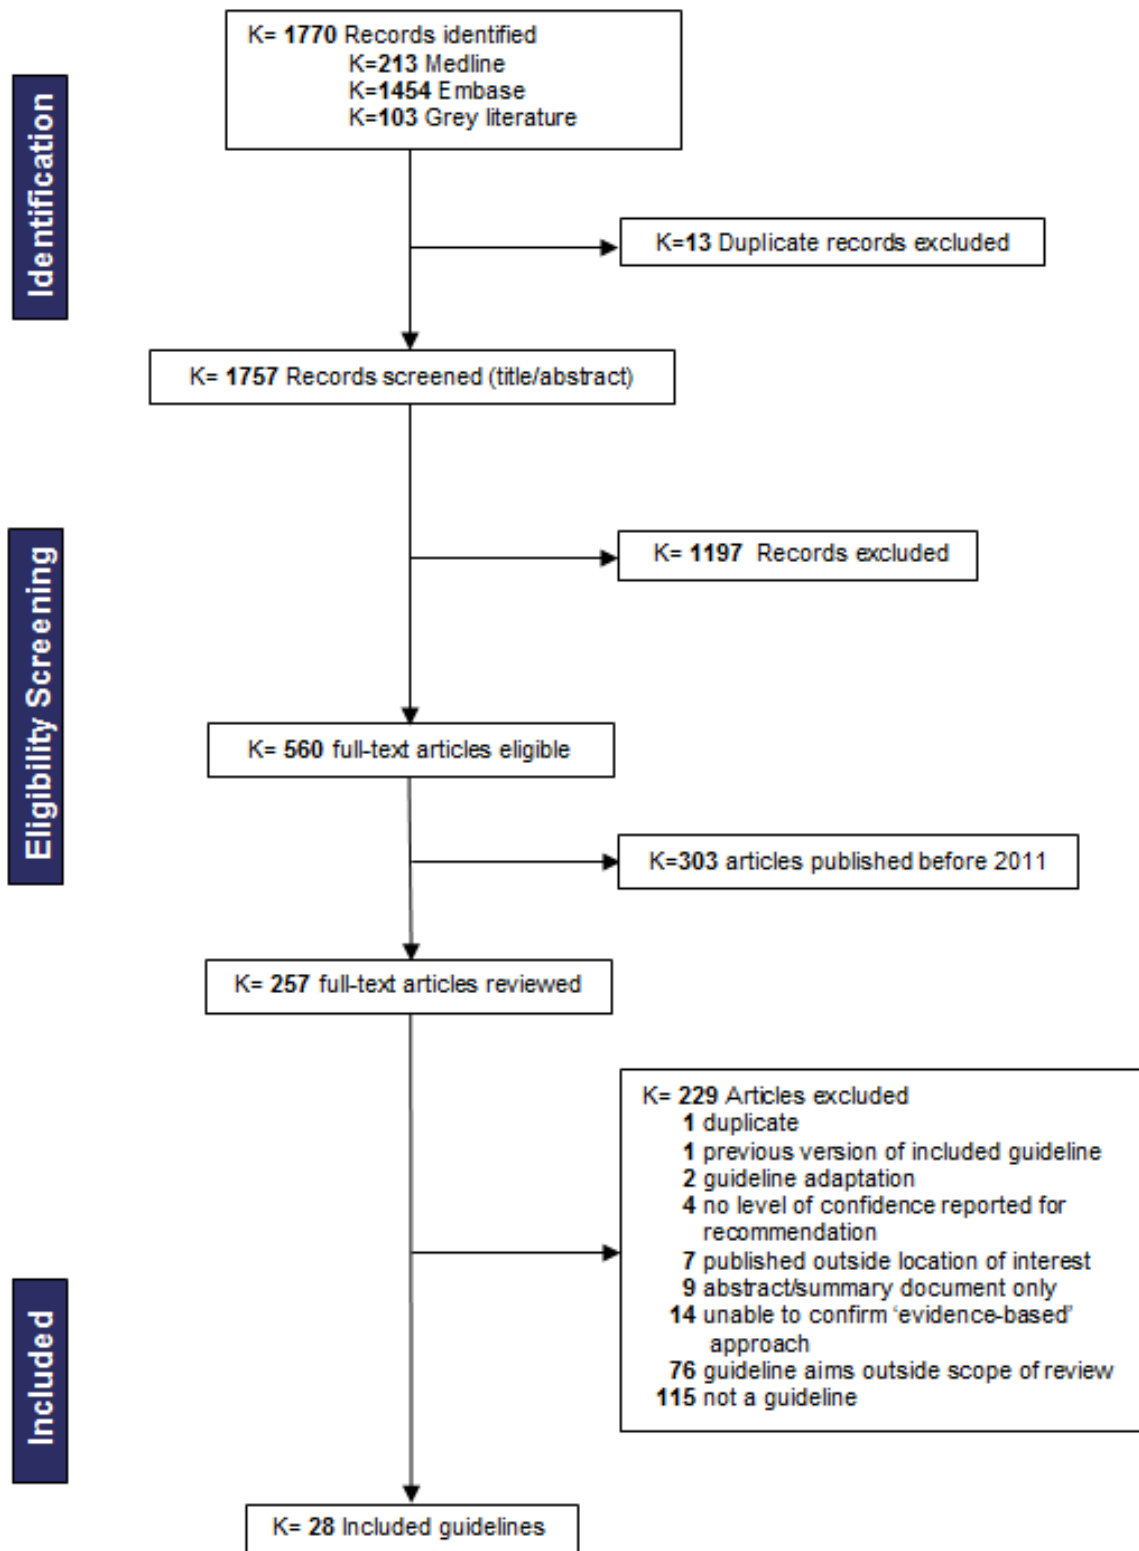 K= 1770 Records identified
K=213 Medline
K=1454 Embase
K=103 Grey literature
Identification
K=13 Duplicate records excluded
K= 1757 Records screened (title/abstract)
Eligibility Screening
K= 1197 Records excluded
K= 560 full-text articles eligible
K=303 articles published before 2011
K= 257 full-text articles reviewed
K= 229 Articles excluded
1 duplicate
1 previous version of included guideline
2 guideline adaptation
4 no level of confidence reported for
recommendation
7 published outside location of interest
9 abstract/summary document only
14 unable to confirm ‘evidence-based’
approach
76 guideline aims outside scope of review
115 not a guideline
Included
K= 28 Included guidelines